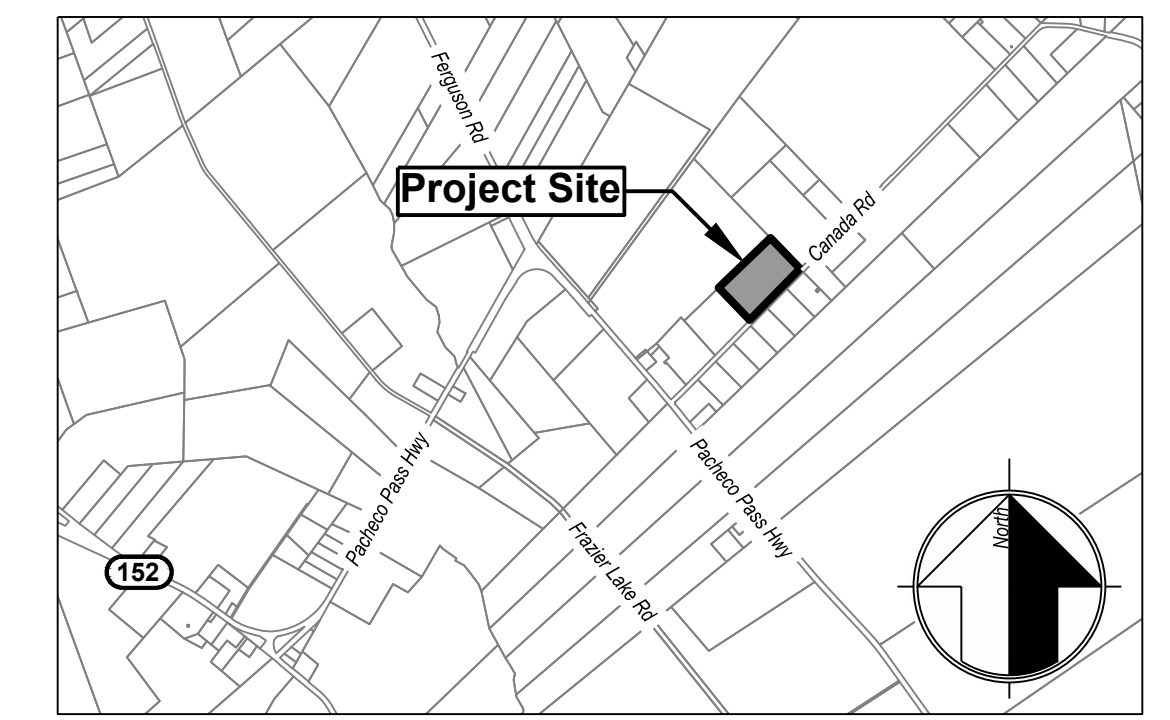 Ferguson Rd
Project Site
Canada Rd
Pacheco Pass Hwy
Pacheco Pass Hwy
North
Frazier Lake Rd
152